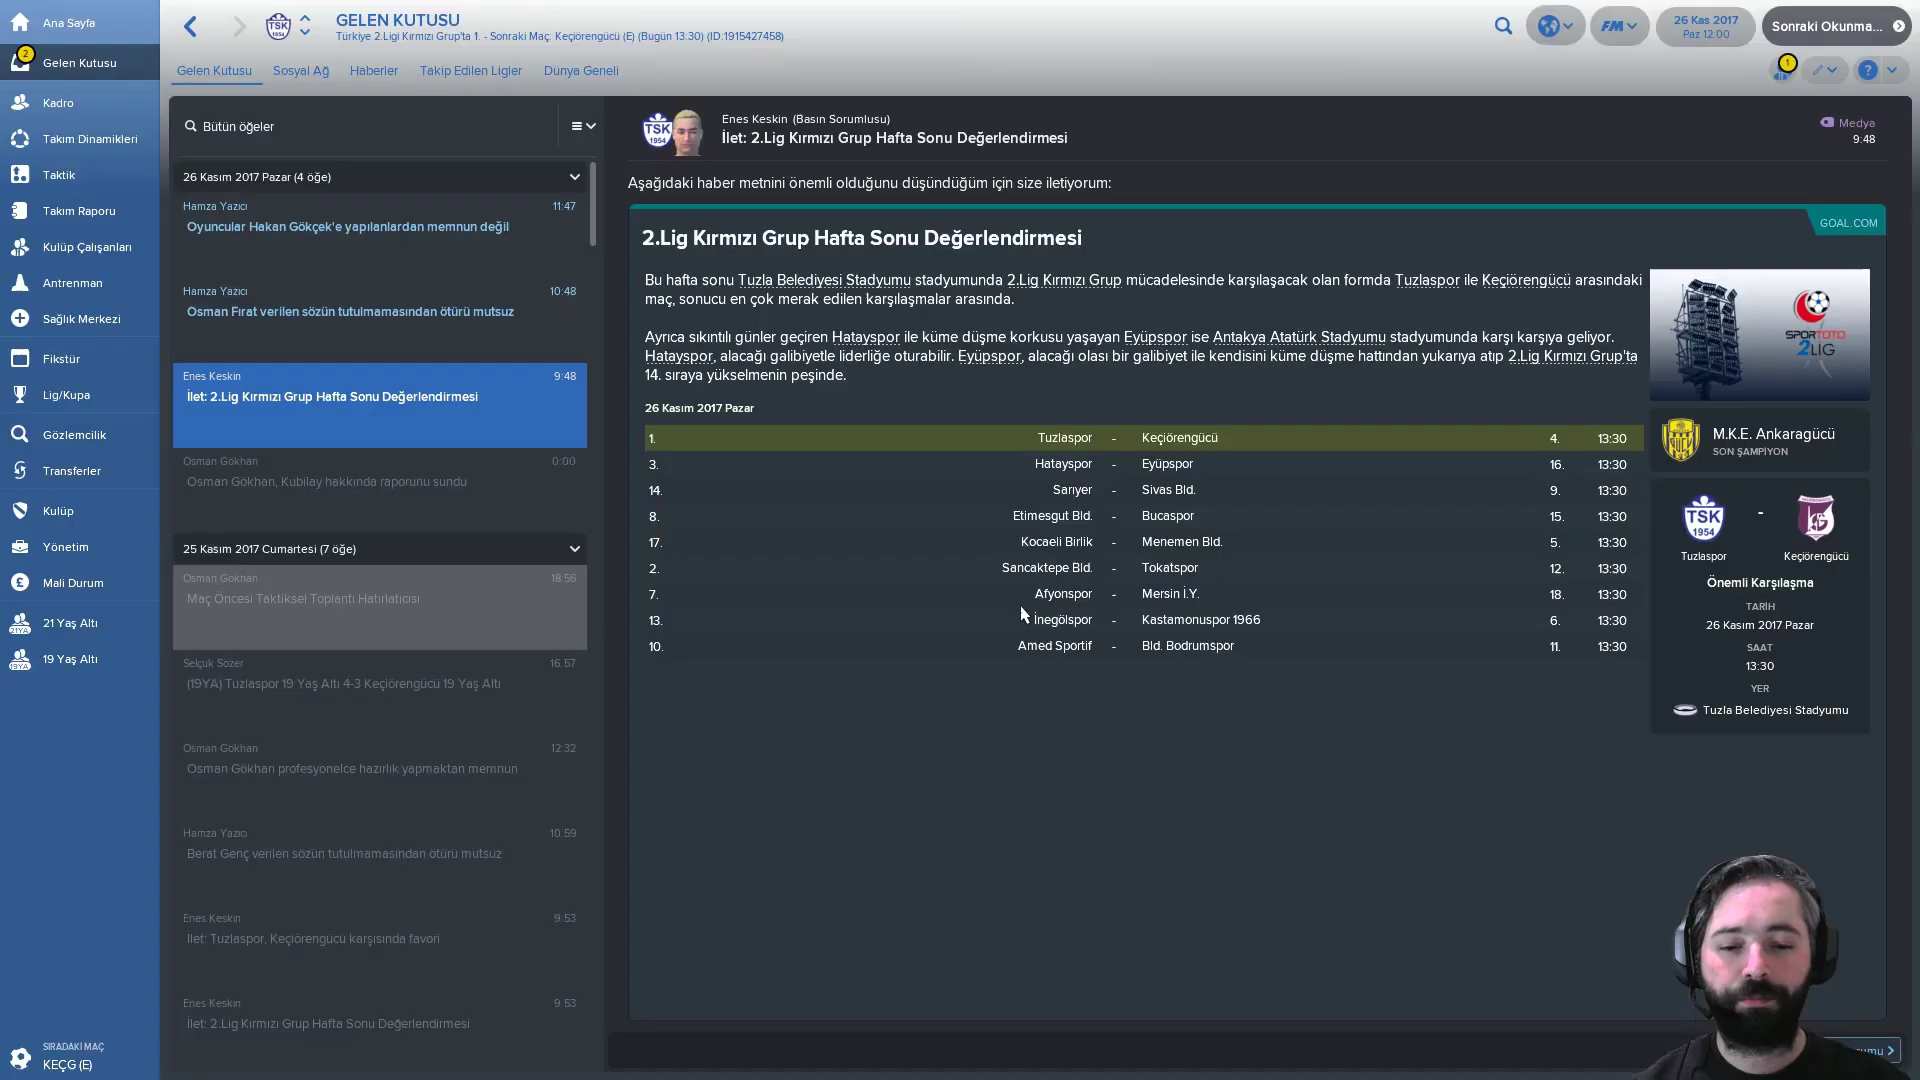 Ana Sayfa
2
Gelen Kutusu
Kadro
Takım Dinamikleri
Taktik
Takım Raporu
Kulüp Çalışanları
Antrenman
Sağlık Merkezi
Fikstür
Lig/Kupa
Gözlemcilik
Transferler
Kulüp
Yönetim
Mali Durum
21YA
21 Yaş Altı
19YA
19 Yaş Altı
SIRADAKİ MAÇ
KEÇG (E)
TSK
1954
GELEN KUTUSU
Türkiye 2.Ligi Kırmızı Grup'ta 1. - Sonraki Maç: Keçiörengücü (E) (Bugün 13:30) (ID:1915427458)
FM
26 Kas 2017
Paz 12:00
Sonraki Okunma...
Gelen Kutusu
Sosyal Ağ
Haberler
Takip Edilen Ligler
Dünya Geneli
1
?
Bütün öğeler
26 Kasım 2017 Pazar (4 öğe)
Hamza Yazıcı 11:47
Oyuncular Hakan Gökçek'e yapılanlardan memnun değil
Hamza Yazıcı 10:48
Osman Fırat verilen sözün tutulmamasından ötürü mutsuz
Enes Keskin 9:48
İlet: 2.Lig Kırmızı Grup Hafta Sonu Değerlendirmesi
Osman Gökhan 0:00
Osman Gökhan, Kubilay hakkında raporunu sundu
25 Kasım 2017 Cumartesi (7 öğe)
Osman Gökhan 18:56
Maç Öncesi Taktiksel Toplantı Hatırlatıcısı
Selçuk Sözer 16:57
(19YA) Tuzlaspor 19 Yaş Altı 4-3 Keçiörengücü 19 Yaş Altı
Osman Gökhan 12:32
Osman Gökhan profesyonelce hazırlık yapmaktan memnun
Hamza Yazıcı 10:59
Berat Genç verilen sözün tutulmamasından ötürü mutsuz
Enes Keskin 9:53
İlet: Tuzlaspor, Keçiörengücü karşısında favori
Enes Keskin 9:53
İlet: 2.Lig Kırmızı Grup Hafta Sonu Değerlendirmesi
TSK
1954
Enes Keskin (Basın Sorumlusu)
İlet: 2.Lig Kırmızı Grup Hafta Sonu Değerlendirmesi
Medya
9:48
Aşağıdaki haber metnini önemli olduğunu düşündüğüm için size iletiyorum:
GOAL.COM
2.Lig Kırmızı Grup Hafta Sonu Değerlendirmesi
Bu hafta sonu Tuzla Belediyesi Stadyumu stadyumunda 2.Lig Kırmızı Grup mücadelesinde karşılaşacak olan formda Tuzlaspor ile Keçiörengücü arasındaki
maç, sonucu en çok merak edilen karşılaşmalar arasında.
Ayrıca sıkıntılı günler geçiren Hatayspor ile küme düşme korkusu yaşayan Eyüpspor ise Antakya Atatürk Stadyumu stadyumunda karşı karşıya geliyor.
Hatayspor, alacağı galibiyetle liderliğe oturabilir. Eyüpspor, alacağı olası bir galibiyet ile kendisini küme düşme hattından yukarıya atıp 2.Lig Kırmızı Grup'ta
14. sıraya yükselmenin peşinde.
26 Kasım 2017 Pazar
1. Tuzlaspor - Keçiörengücü 4. 13:30
3. Hatayspor - Eyüpspor 16. 13:30
14. Sarıyer - Sivas Bld. 9. 13:30
8. Etimesgut Bld. - Bucaspor 15. 13:30
17. Kocaeli Birlik - Menemen Bld. 5. 13:30
2. Sancaktepe Bld. - Tokatspor 12. 13:30
7. Afyonspor - Mersin İ.Y. 18. 13:30
13. İnegölspor - Kastamonuspor 1966 6. 13:30
10. Amed Sportif - Bld. Bodrumspor 11. 13:30
SPORTOTO
2.LİG
M.K.E. Ankaragücü
SON ŞAMPİYON
TSK
1954
-
Tuzlaspor
Keçiörengücü
Önemli Karşılaşma
TARİH
26 Kasım 2017 Pazar
SAAT
13:30
YER
Tuzla Belediyesi Stadyumu